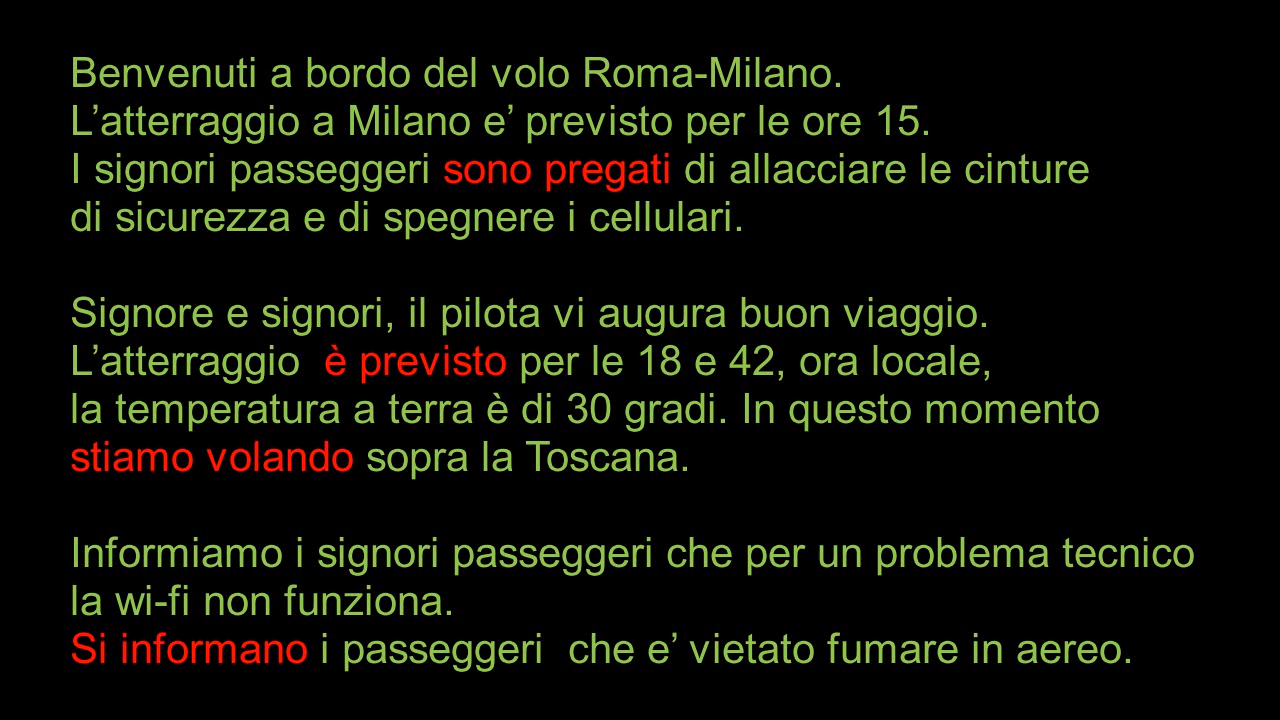 Benvenuti a bordo del volo Roma-Milano.
L’atterraggio a Milano e’ previsto per le ore 15.
I signori passeggeri sono pregati di allacciare le cinture
di sicurezza e di spegnere i cellulari.
Signore e signori, il pilota vi augura buon viaggio.
L’atterraggio  è previsto per le 18 e 42, ora locale,
la temperatura a terra è di 30 gradi. In questo momento
stiamo volando sopra la Toscana.
Informiamo i signori passeggeri che per un problema tecnico
la wi-fi non funziona.
Si informano i passeggeri  che e’ vietato fumare in aereo.